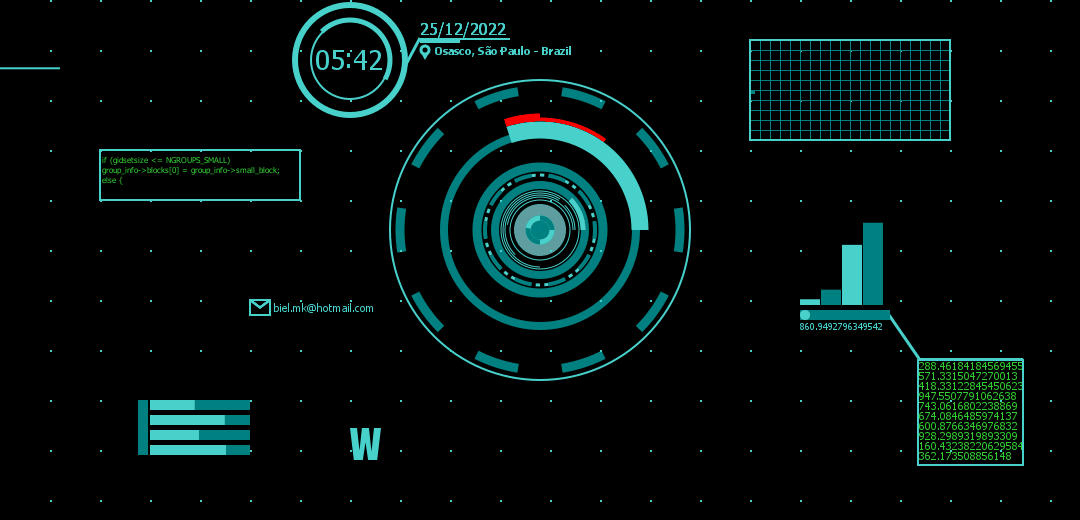 25/12/2022
05:42
Osasco, São Paulo - Brazil
if (gidsetsize <= NGROUPS_SMALL)
group_info->blocks[0] = group_info->small_block;
else {
biel.mk@hotmail.com
860.9492796349542
288.46184184569455
571.3315047270013
418.33122845450623
947.5507791062638
743.0616802238869
674.0846485974137
600.8766346976832
928.2989319893309
160.43238220629584
362.173508856148
W